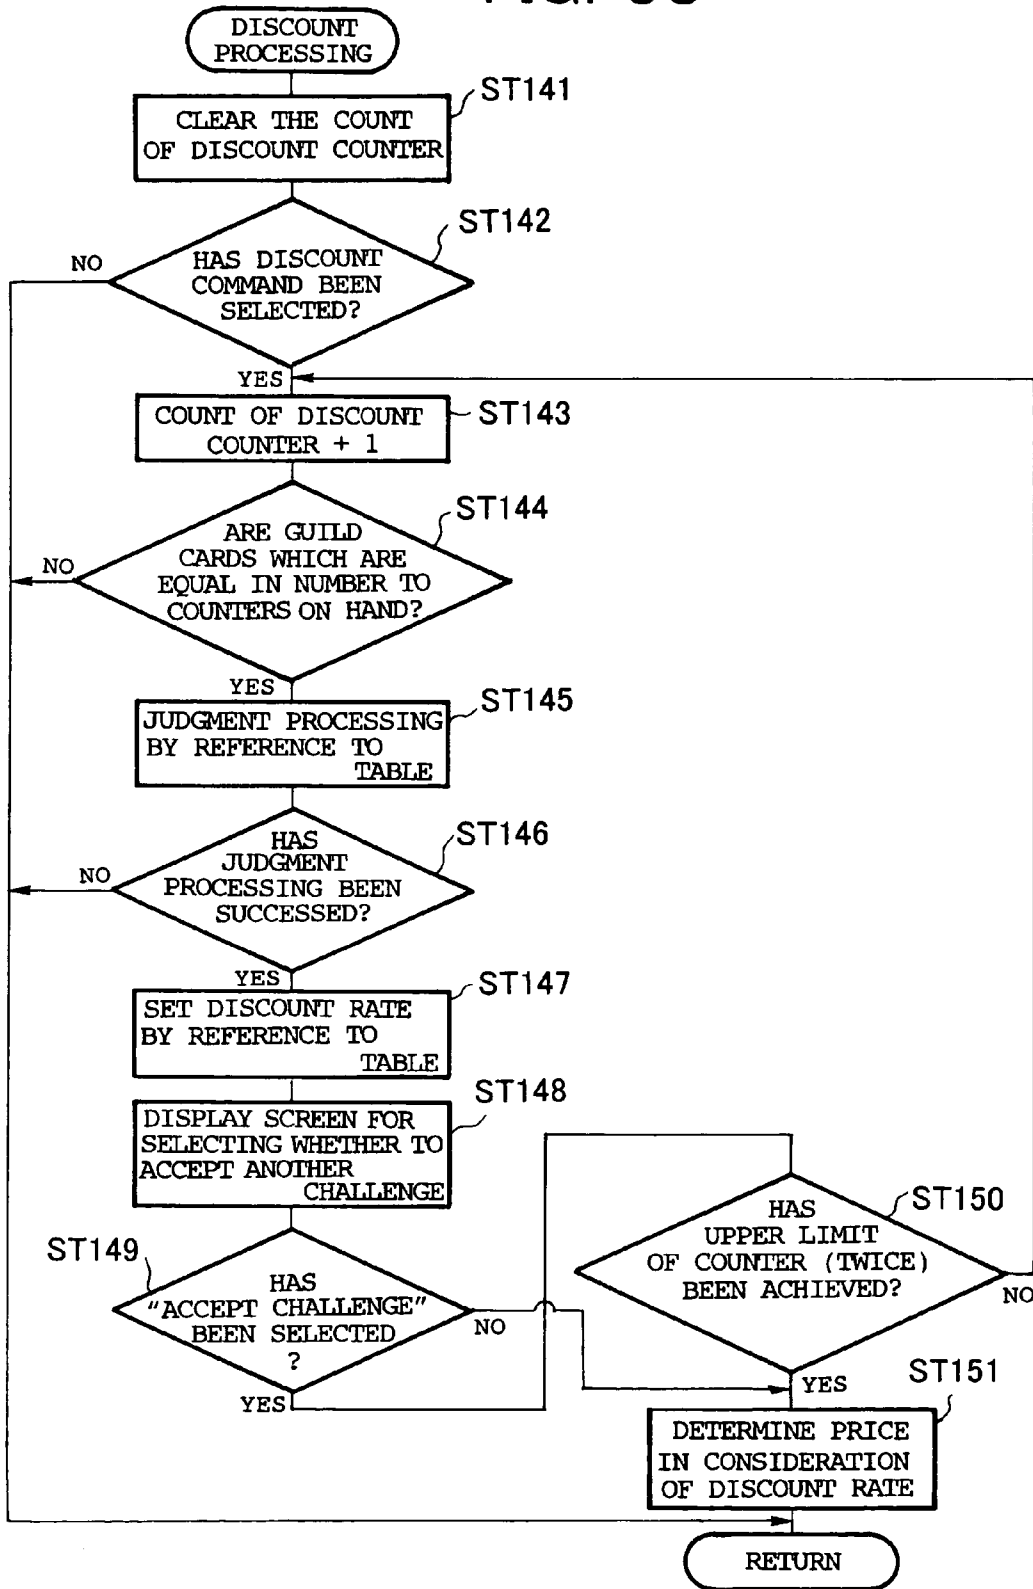 DISCOUNT
PROCESSING
ST141
CLEAR THE COUNT
OF DISCOUNT COUNTER
ST142
HAS DISCOUNT
COMMAND BEEN
SELECTED?
NO
YES
ST143
COUNT OF DISCOUNT
COUNTER + 1
ST144
ARE GUILD
CARDS WHICH ARE
EQUAL IN NUMBER TO
COUNTERS ON HAND?
NO
YES
ST145
JUDGMENT PROCESSING
BY REFERENCE TO
TABLE
ST146
HAS
JUDGMENT
PROCESSING BEEN
SUCCESSED?
NO
YES
ST147
SET DISCOUNT RATE
BY REFERENCE TO
TABLE
ST148
DISPLAY SCREEN FOR
SELECTING WHETHER TO
ACCEPT ANOTHER
CHALLENGE
ST149
HAS
"ACCEPT CHALLENGE"
BEEN SELECTED
?
NO
YES
ST150
HAS
UPPER LIMIT
OF COUNTER (TWICE)
BEEN ACHIEVED?
NO
YES
ST151
DETERMINE PRICE
IN CONSIDERATION
OF DISCOUNT RATE
RETURN